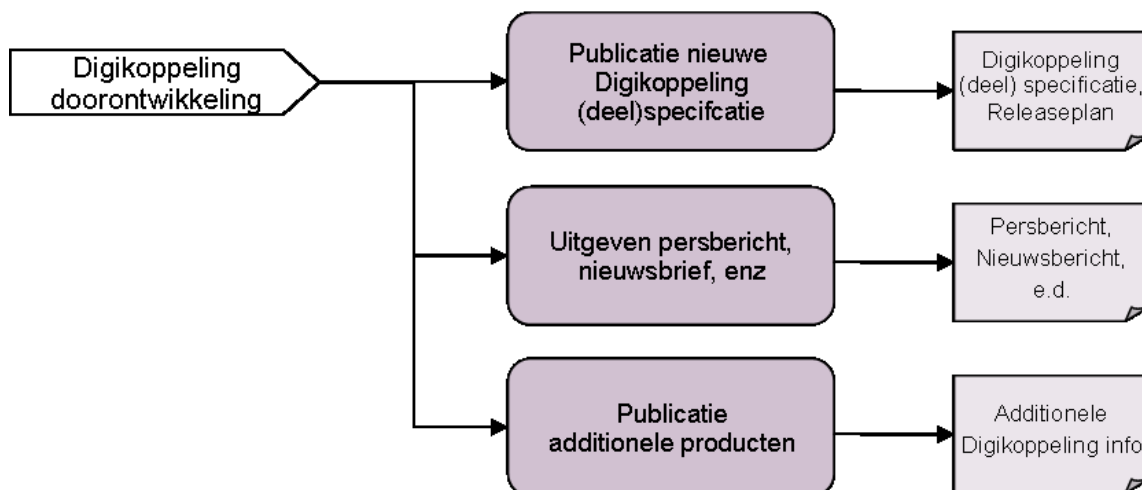 Digikoppeling
doorontwikkeling
Publicatie nieuwe
Digikoppeling
(deel)specifcatie
Digikoppeling
(deel) specificatie,
Releaseplan
Uitgeven persbericht,
nieuwsbrief, enz
Persbericht,
Nieuwsbericht,
e.d.
Publicatie
additionele producten
Additionele
Digikoppeling info